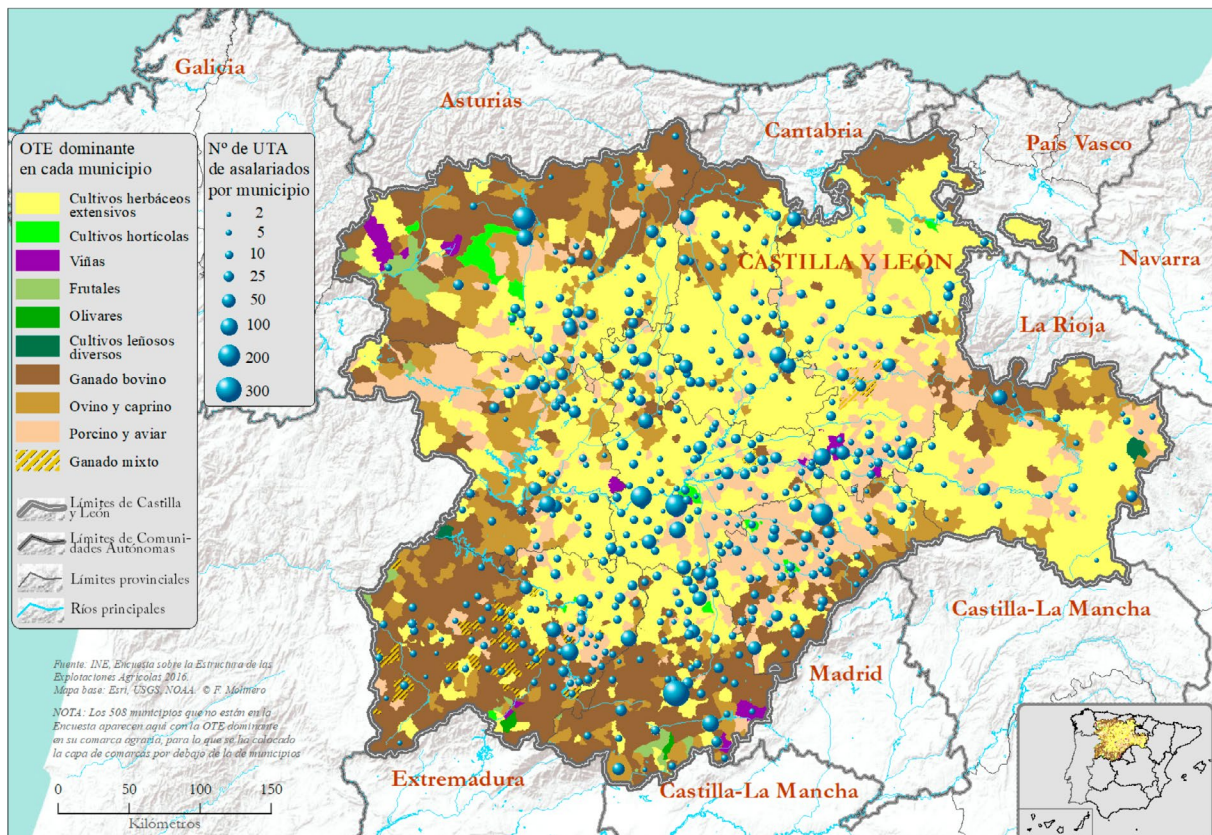 Galicia
Asturias
Cantabria
País Vasco
Navarra
La Rioja
CASTILLA Y LEÓN
Castilla-La Mancha
Madrid
Extremadura
Castilla-La Mancha
OTE dominante
en cada municipio
Cultivos herbáceos
extensivos
Cultivos hortícolas
Viñas
Frutales
Olivares
Cultivos leñosos
diversos
Ganado bovino
Ovino y caprino
Porcino y aviar
Ganado mixto
Límites de Castilla
y León
Límites de Comuni-
dades Autónomas
Límites provinciales
Ríos principales
Nº de UTA
de asalariados
por municipio
2
5
10
25
50
100
200
300
Fuente: INE, Encuesta sobre la Estructura de las
Explotaciones Agrícolas 2016.
Mapa base: Esri, USGS, NOAA. © F. Molinero
NOTA: Los 508 municipios que no están en la
Encuesta aparecen aquí con la OTE dominante
en su comarca agraria, para lo que se ha colocado
la capa de comarcas por debajo de la de municipios
0 50 100 150
Kilómetros